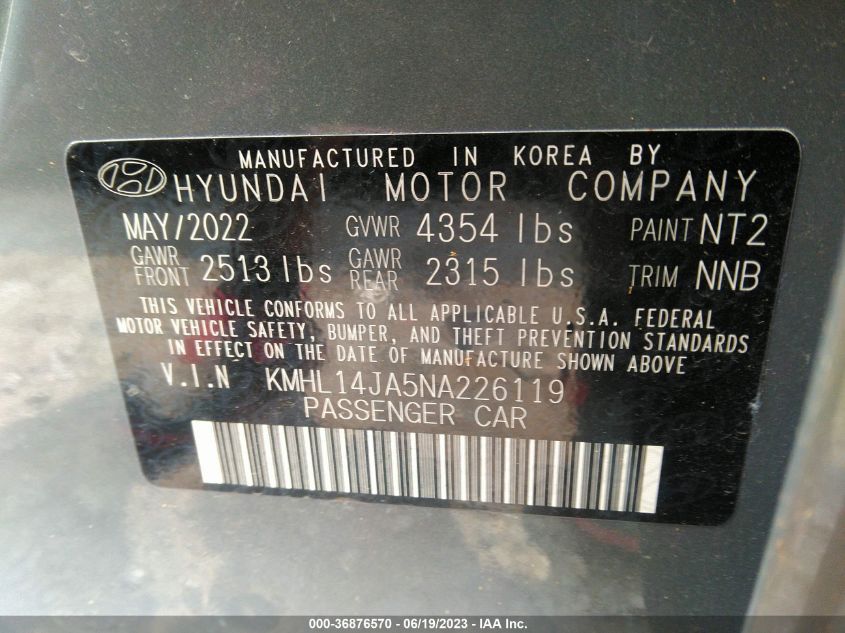 MANUFACTURED IN KOREA BY
HYUNDAI MOTOR COMPANY
MAY/2022 GVWR 4354 lbs PAINT NT2
GAWR FRONT 2513 lbs GAWR REAR 2315 lbs TRIM NNB
THIS VEHICLE CONFORMS TO ALL APPLICABLE U.S.A. FEDERAL
MOTOR VEHICLE SAFETY, BUMPER, AND THEFT PREVENTION STANDARDS
IN EFFECT ON THE DATE OF MANUFACTURE SHOWN ABOVE
V.I.N KMHL14JA5NA226119
PASSENGER CAR
000-36876570 - 06/19/2023 - IAA Inc.